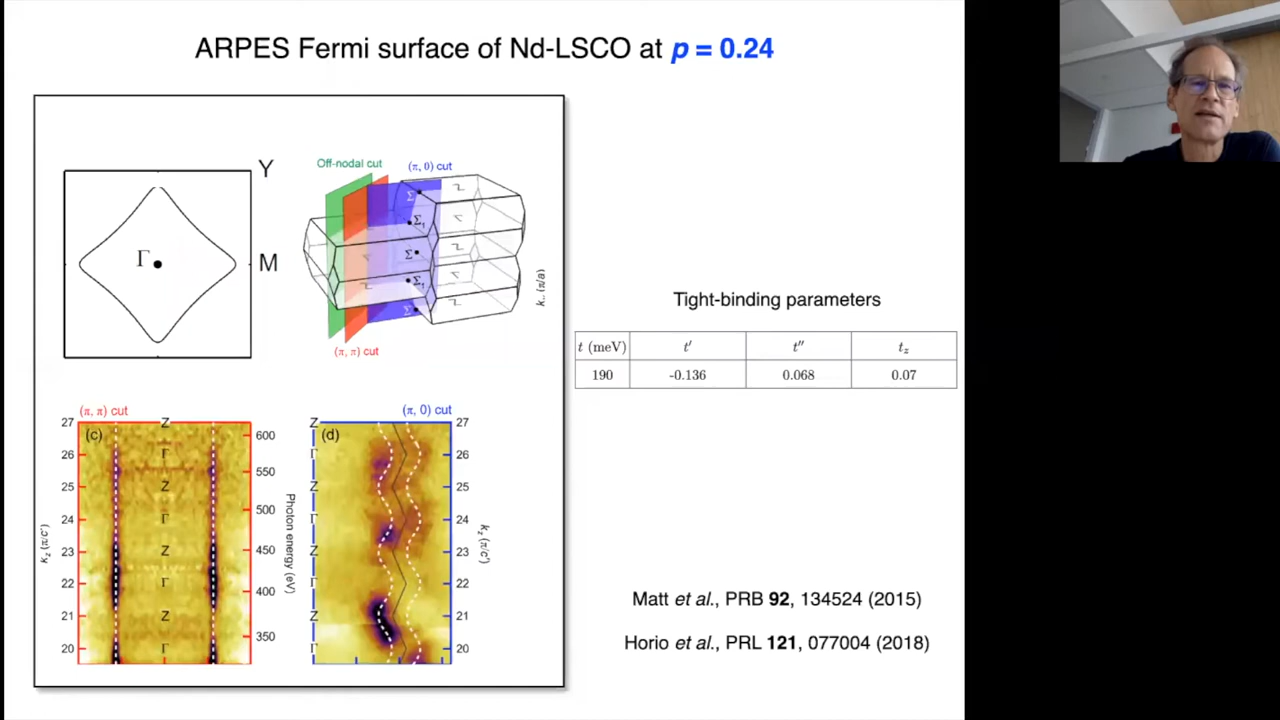 ARPES Fermi surface of Nd-LSCO at p = 0.24
Y
Γ
M
Off-nodal cut
(π, 0) cut
Σ
Σ₁
Σ
Σ₁
Σ
Z
Z
(π, π) cut
Tight-binding parameters
t (meV) t′ t″ t_z
190 -0.136 0.068 0.07
(π, π) cut
(c)
27
26
25
24
23
22
21
20
k_z (π/c')
Z
Γ
Z
Γ
Z
Γ
Z
Γ
600
550
500
450
400
350
Photon energy (eV)
(π, 0) cut
(d)
Z
Γ
Z
Γ
Z
Γ
Z
Γ
27
26
25
24
23
22
21
20
k_z (π/c')
Matt et al., PRB 92, 134524 (2015)
Horio et al., PRL 121, 077004 (2018)